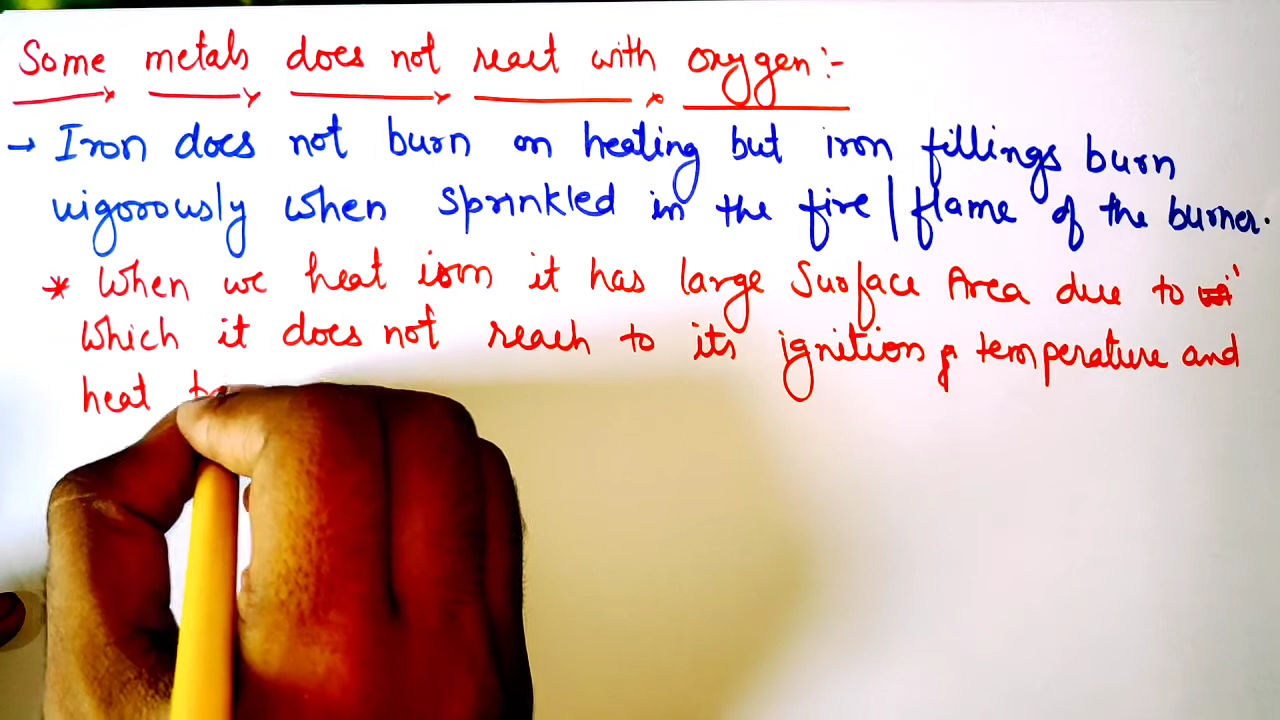 Some metals does not react with oxygen:-
→ Iron does not burn on heating but iron fillings burn
vigorously when sprinkled in the fire | flame of the burner.
* When we heat iron it has large Surface Area due to
which it does not reach to its ignition temperature and
heat